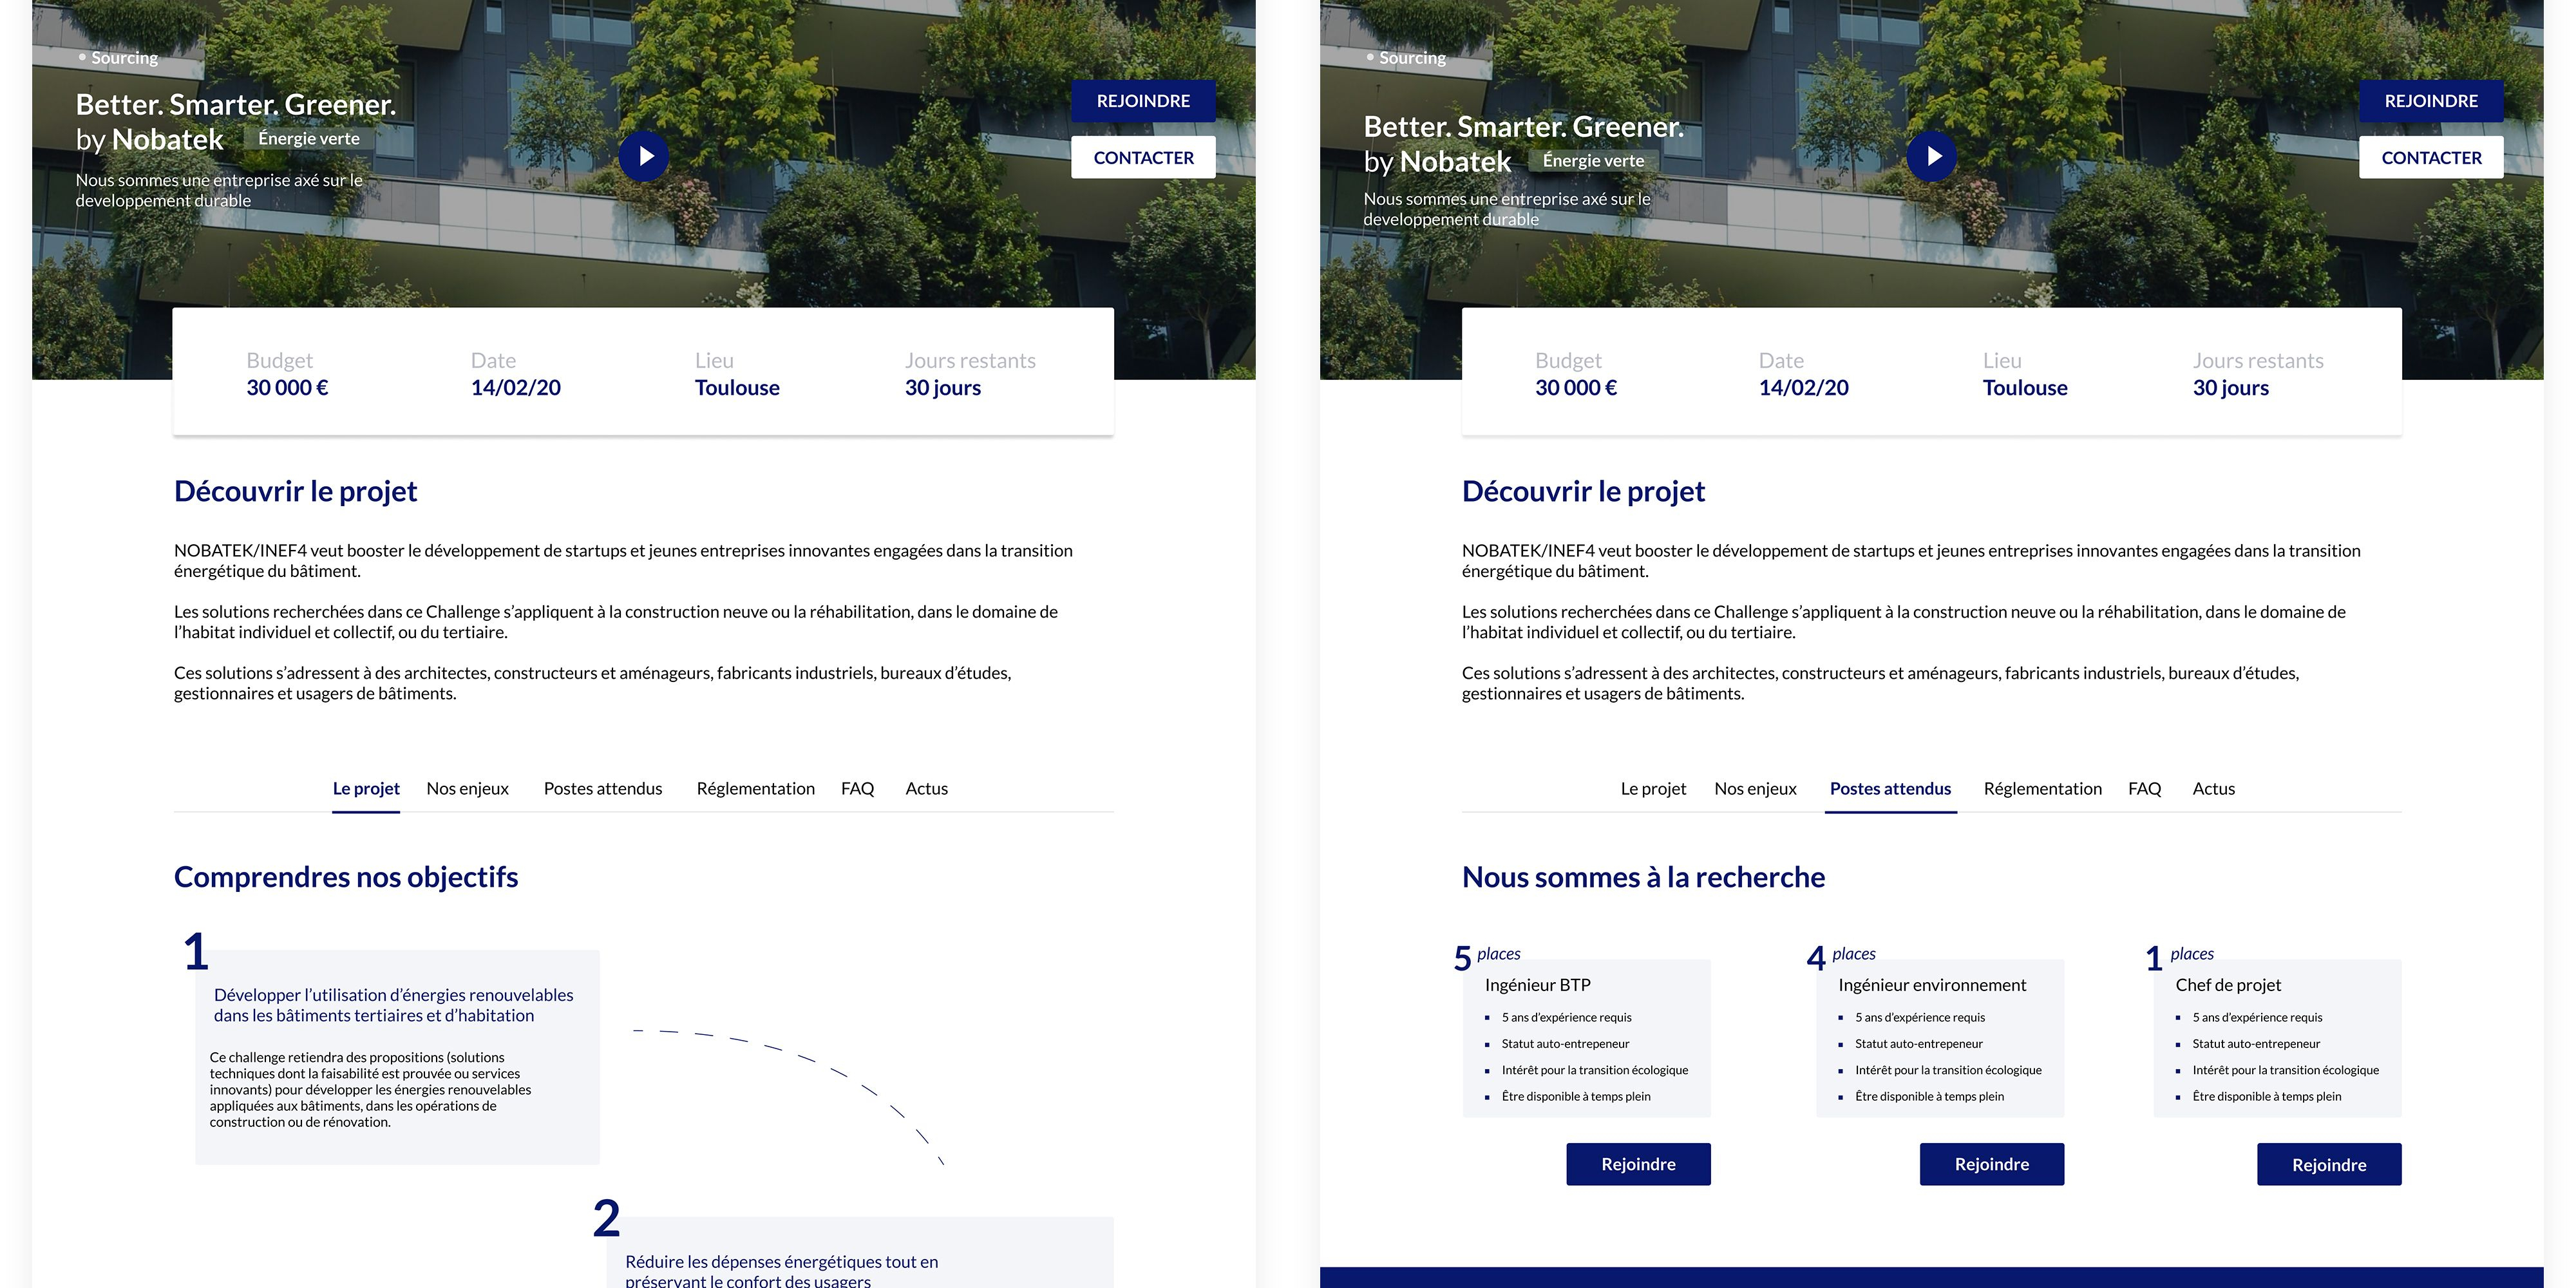 Sourcing
Better. Smarter. Greener.
by Nobatek Énergie verte
Nous sommes une entreprise axé sur le
developpement durable
REJOINDRE
CONTACTER
Budget Date Lieu Jours restants
30 000 € 14/02/20 Toulouse 30 jours
Découvrir le projet
NOBATEK/INEF4 veut booster le développement de startups et jeunes entreprises innovantes engagées dans la transition
énergétique du bâtiment.
Les solutions recherchées dans ce Challenge s’appliquent à la construction neuve ou la réhabilitation, dans le domaine de
l’habitat individuel et collectif, ou du tertiaire.
Ces solutions s’adressent à des architectes, constructeurs et aménageurs, fabricants industriels, bureaux d’études,
gestionnaires et usagers de bâtiments.
Le projet Nos enjeux Postes attendus Réglementation FAQ Actus
Comprendres nos objectifs
1
Développer l’utilisation d’énergies renouvelables
dans les bâtiments tertiaires et d’habitation
Ce challenge retiendra des propositions (solutions
techniques dont la faisabilité est prouvée ou services
innovants) pour développer les énergies renouvelables
appliquées aux bâtiments, dans les opérations de
construction ou de rénovation.
2
Réduire les dépenses énergétiques tout en
préservant le confort des usagers
Sourcing
Better. Smarter. Greener.
by Nobatek Énergie verte
Nous sommes une entreprise axé sur le
developpement durable
REJOINDRE
CONTACTER
Budget Date Lieu Jours restants
30 000 € 14/02/20 Toulouse 30 jours
Découvrir le projet
NOBATEK/INEF4 veut booster le développement de startups et jeunes entreprises innovantes engagées dans la transition
énergétique du bâtiment.
Les solutions recherchées dans ce Challenge s’appliquent à la construction neuve ou la réhabilitation, dans le domaine de
l’habitat individuel et collectif, ou du tertiaire.
Ces solutions s’adressent à des architectes, constructeurs et aménageurs, fabricants industriels, bureaux d’études,
gestionnaires et usagers de bâtiments.
Le projet Nos enjeux Postes attendus Réglementation FAQ Actus
Nous sommes à la recherche
5 places
Ingénieur BTP
5 ans d’expérience requis
Statut auto-entrepeneur
Intérêt pour la transition écologique
Être disponible à temps plein
Rejoindre
4 places
Ingénieur environnement
5 ans d’expérience requis
Statut auto-entrepeneur
Intérêt pour la transition écologique
Être disponible à temps plein
Rejoindre
1 places
Chef de projet
5 ans d’expérience requis
Statut auto-entrepeneur
Intérêt pour la transition écologique
Être disponible à temps plein
Rejoindre